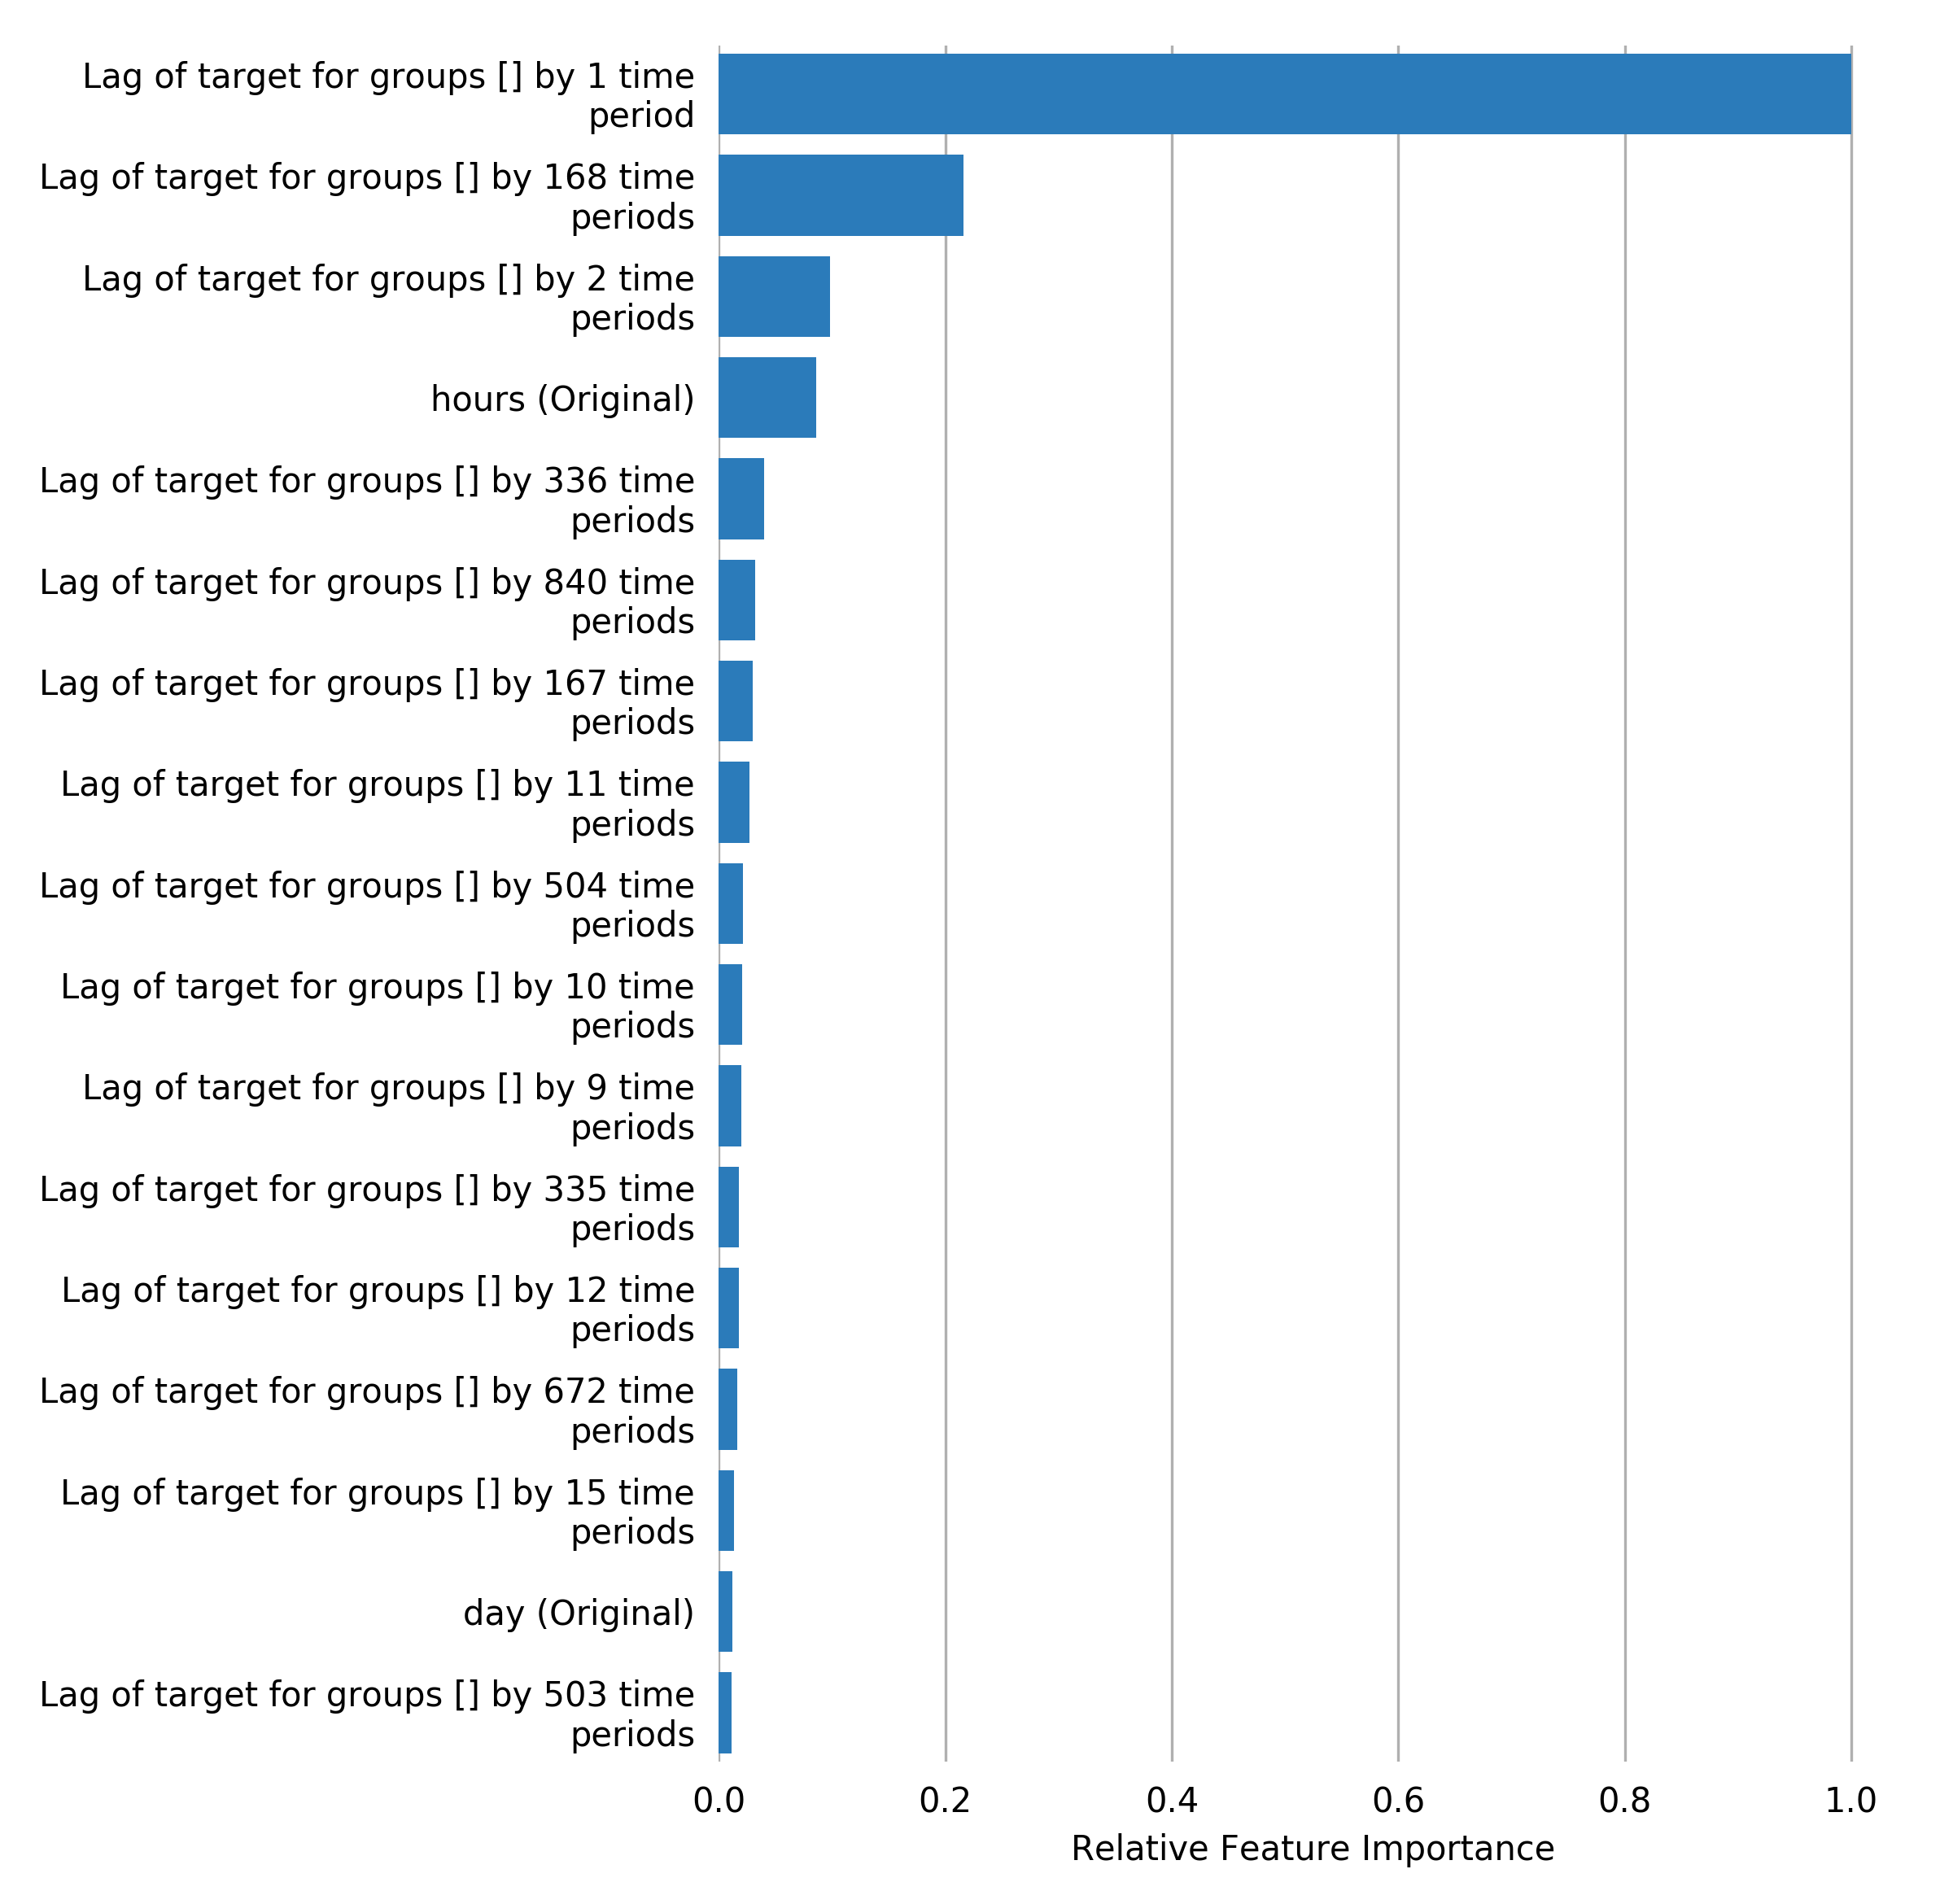 Lag of target for groups [] by 1 time
period
Lag of target for groups [] by 168 time
periods
Lag of target for groups [] by 2 time
periods
hours (Original)
Lag of target for groups [] by 336 time
periods
Lag of target for groups [] by 840 time
periods
Lag of target for groups [] by 167 time
periods
Lag of target for groups [] by 11 time
periods
Lag of target for groups [] by 504 time
periods
Lag of target for groups [] by 10 time
periods
Lag of target for groups [] by 9 time
periods
Lag of target for groups [] by 335 time
periods
Lag of target for groups [] by 12 time
periods
Lag of target for groups [] by 672 time
periods
Lag of target for groups [] by 15 time
periods
day (Original)
Lag of target for groups [] by 503 time
periods
0.0 0.2 0.4 0.6 0.8 1.0
Relative Feature Importance